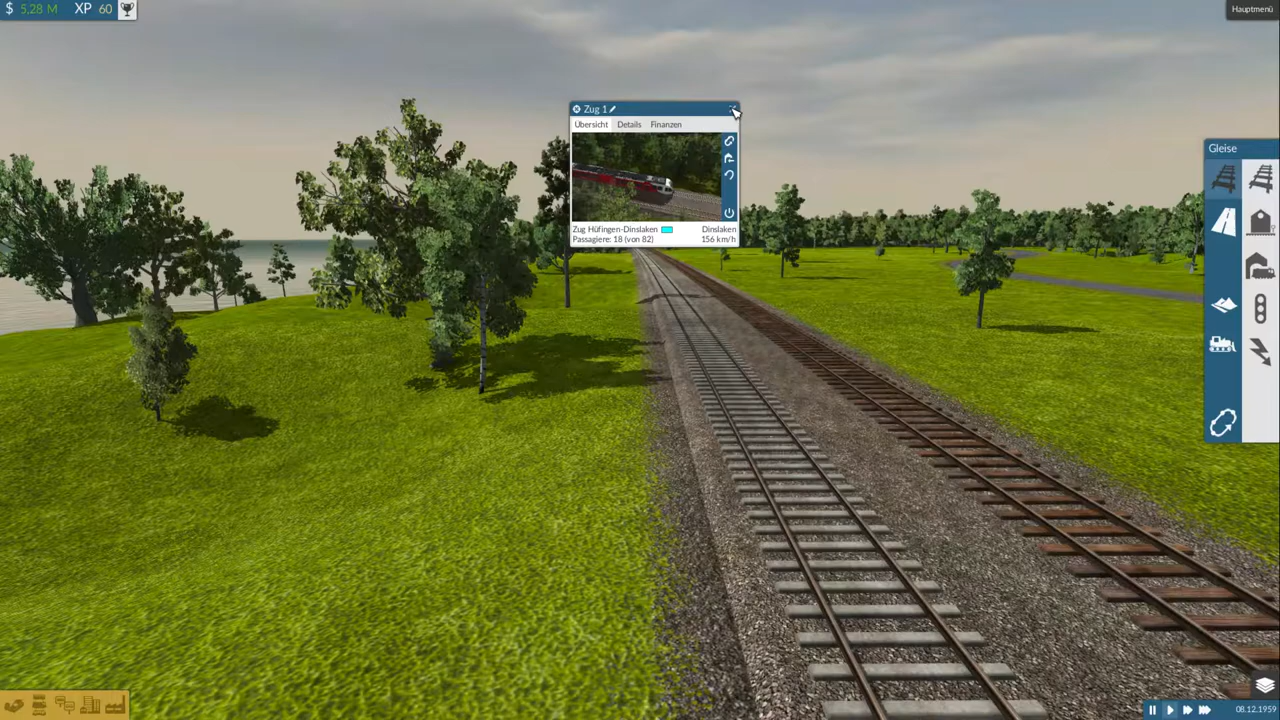 $ 5,28 M XP 60
Hauptmenü
Zug 1
Übersicht Details Finanzen
Zug Hüfingen-Dinslaken Dinslaken
Passagiere: 18 (von 82) 156 km/h
Gleise
08.12.1959